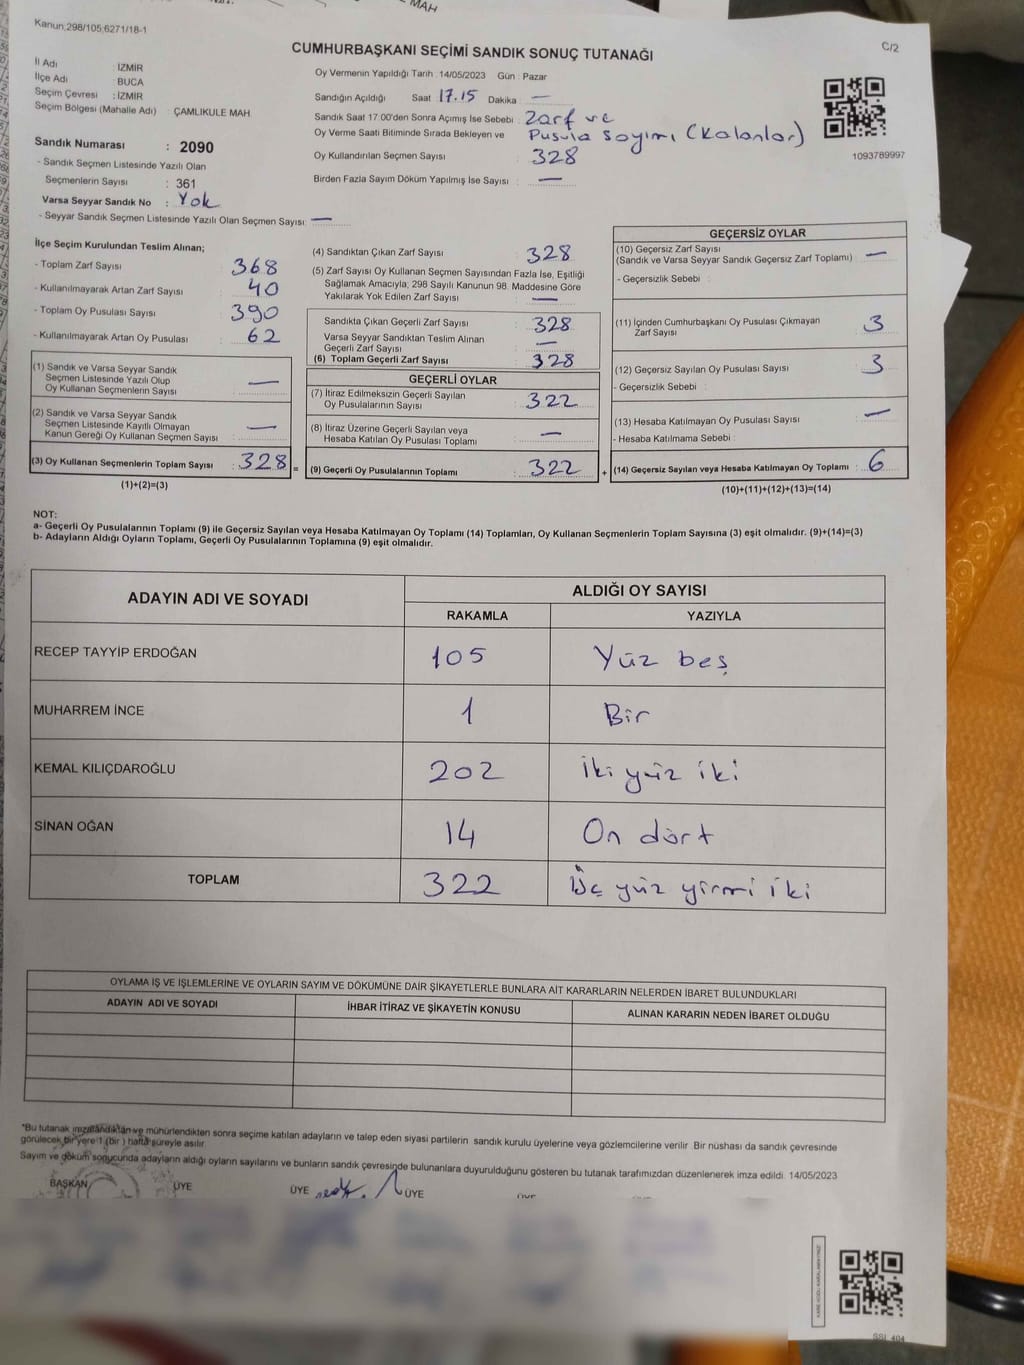 MAH
Kanun:298/105;6271/18-1
C/2
CUMHURBAŞKANI SEÇİMİ SANDIK SONUÇ TUTANAĞI
İl Adı : İZMİR
İlçe Adı : BUCA
Seçim Çevresi : İZMİR
Seçim Bölgesi (Mahalle Adı) : ÇAMLIKULE MAH
Oy Vermenin Yapıldığı Tarih : 14/05/2023 Gün : Pazar
Sandığın Açıldığı Saat 17.15 Dakika : —
Sandık Saat 17.00'den Sonra Açımış İse Sebebi : Zarf ve
Oy Verme Saati Bitiminde Sırada Bekleyen ve Pusula Sayımı (Kalanlar)
Oy Kullandırılan Seçmen Sayısı : 328
Birden Fazla Sayım Döküm Yapılmış İse Sayısı : —
1093789997
Sandık Numarası : 2090
- Sandık Seçmen Listesinde Yazılı Olan
Seçmenlerin Sayısı : 361
Varsa Seyyar Sandık No : Yok
- Seyyar Sandık Seçmen Listesinde Yazılı Olan Seçmen Sayısı: —
İlçe Seçim Kurulundan Teslim Alınan;
- Toplam Zarf Sayısı : 368
- Kullanılmayarak Artan Zarf Sayısı : 40
- Toplam Oy Pusulası Sayısı : 390
- Kullanılmayarak Artan Oy Pusulası : 62
(1) Sandık ve Varsa Seyyar Sandık
Seçmen Listesinde Yazılı Olup
Oy Kullanan Seçmenlerin Sayısı : —
(2) Sandık ve Varsa Seyyar Sandık
Seçmen Listesinde Kayıtlı Olmayan
Kanun Gereği Oy Kullanan Seçmen Sayısı : —
(3) Oy Kullanan Seçmenlerin Toplam Sayısı : 328 =
(1)+(2)=(3)
(4) Sandıktan Çıkan Zarf Sayısı : 328
(5) Zarf Sayısı Oy Kullanan Seçmen Sayısından Fazla İse, Eşitliği
Sağlamak Amacıyla, 298 Sayılı Kanunun 98. Maddesine Göre
Yakılarak Yok Edilen Zarf Sayısı : —
Sandıkta Çıkan Geçerli Zarf Sayısı : 328
Varsa Seyyar Sandıktan Teslim Alınan
Geçerli Zarf Sayısı : —
(6) Toplam Geçerli Zarf Sayısı : 328
GEÇERLİ OYLAR
(7) İtiraz Edilmeksizin Geçerli Sayılan
Oy Pusulalarının Sayısı : 322
(8) İtiraz Üzerine Geçerli Sayılan veya
Hesaba Katılan Oy Pusulası Toplamı : —
(9) Geçerli Oy Pusulalarının Toplamı : 322 +
GEÇERSİZ OYLAR
(10) Geçersiz Zarf Sayısı
(Sandık ve Varsa Seyyar Sandık Geçersiz Zarf Toplamı) : —
- Geçersizlik Sebebi :
(11) İçinden Cumhurbaşkanı Oy Pusulası Çıkmayan
Zarf Sayısı : 3
(12) Geçersiz Sayılan Oy Pusulası Sayısı : 3
- Geçersizlik Sebebi :
(13) Hesaba Katılmayan Oy Pusulası Sayısı : —
- Hesaba Katılmama Sebebi :
(14) Geçersiz Sayılan veya Hesaba Katılmayan Oy Toplamı : 6
(10)+(11)+(12)+(13)=(14)
NOT:
a- Geçerli Oy Pusulalarının Toplamı (9) ile Geçersiz Sayılan veya Hesaba Katılmayan Oy Toplamı (14) Toplamları, Oy Kullanan Seçmenlerin Toplam Sayısına (3) eşit olmalıdır. (9)+(14)=(3)
b- Adayların Aldığı Oyların Toplamı, Geçerli Oy Pusulalarının Toplamına (9) eşit olmalıdır.
ADAYIN ADI VE SOYADI ALDIĞI OY SAYISI
RAKAMLA YAZIYLA
RECEP TAYYİP ERDOĞAN 105 Yüz beş
MUHARREM İNCE 1 Bir
KEMAL KILIÇDAROĞLU 202 İki yüz iki
SİNAN OĞAN 14 On dört
TOPLAM 322 Üç yüz yirmi iki
OYLAMA İŞ VE İŞLEMLERİNE VE OYLARIN SAYIM VE DÖKÜMÜNE DAİR ŞİKAYETLERLE BUNLARA AİT KARARLARIN NELERDEN İBARET BULUNDUKLARI
ADAYIN ADI VE SOYADI İHBAR İTİRAZ VE ŞİKAYETİN KONUSU ALINAN KARARIN NEDEN İBARET OLDUĞU
*Bu tutanak imzalandıktan ve mühürlendikten sonra seçime katılan adayların ve talep eden siyasi partilerin sandık kurulu üyelerine veya gözlemcilerine verilir. Bir nüshası da sandık çevresinde
görülecek bir yere 1 (bir) hafta süreyle asılır.
Sayım ve döküm sonucunda adayların aldığı oyların sayılarını ve bunların sandık çevresinde bulunanlara duyurulduğunu gösteren bu tutanak tarafımızdan düzenlenerek imza edildi. 14/05/2023
BAŞKAN ÜYE ÜYE ÜYE